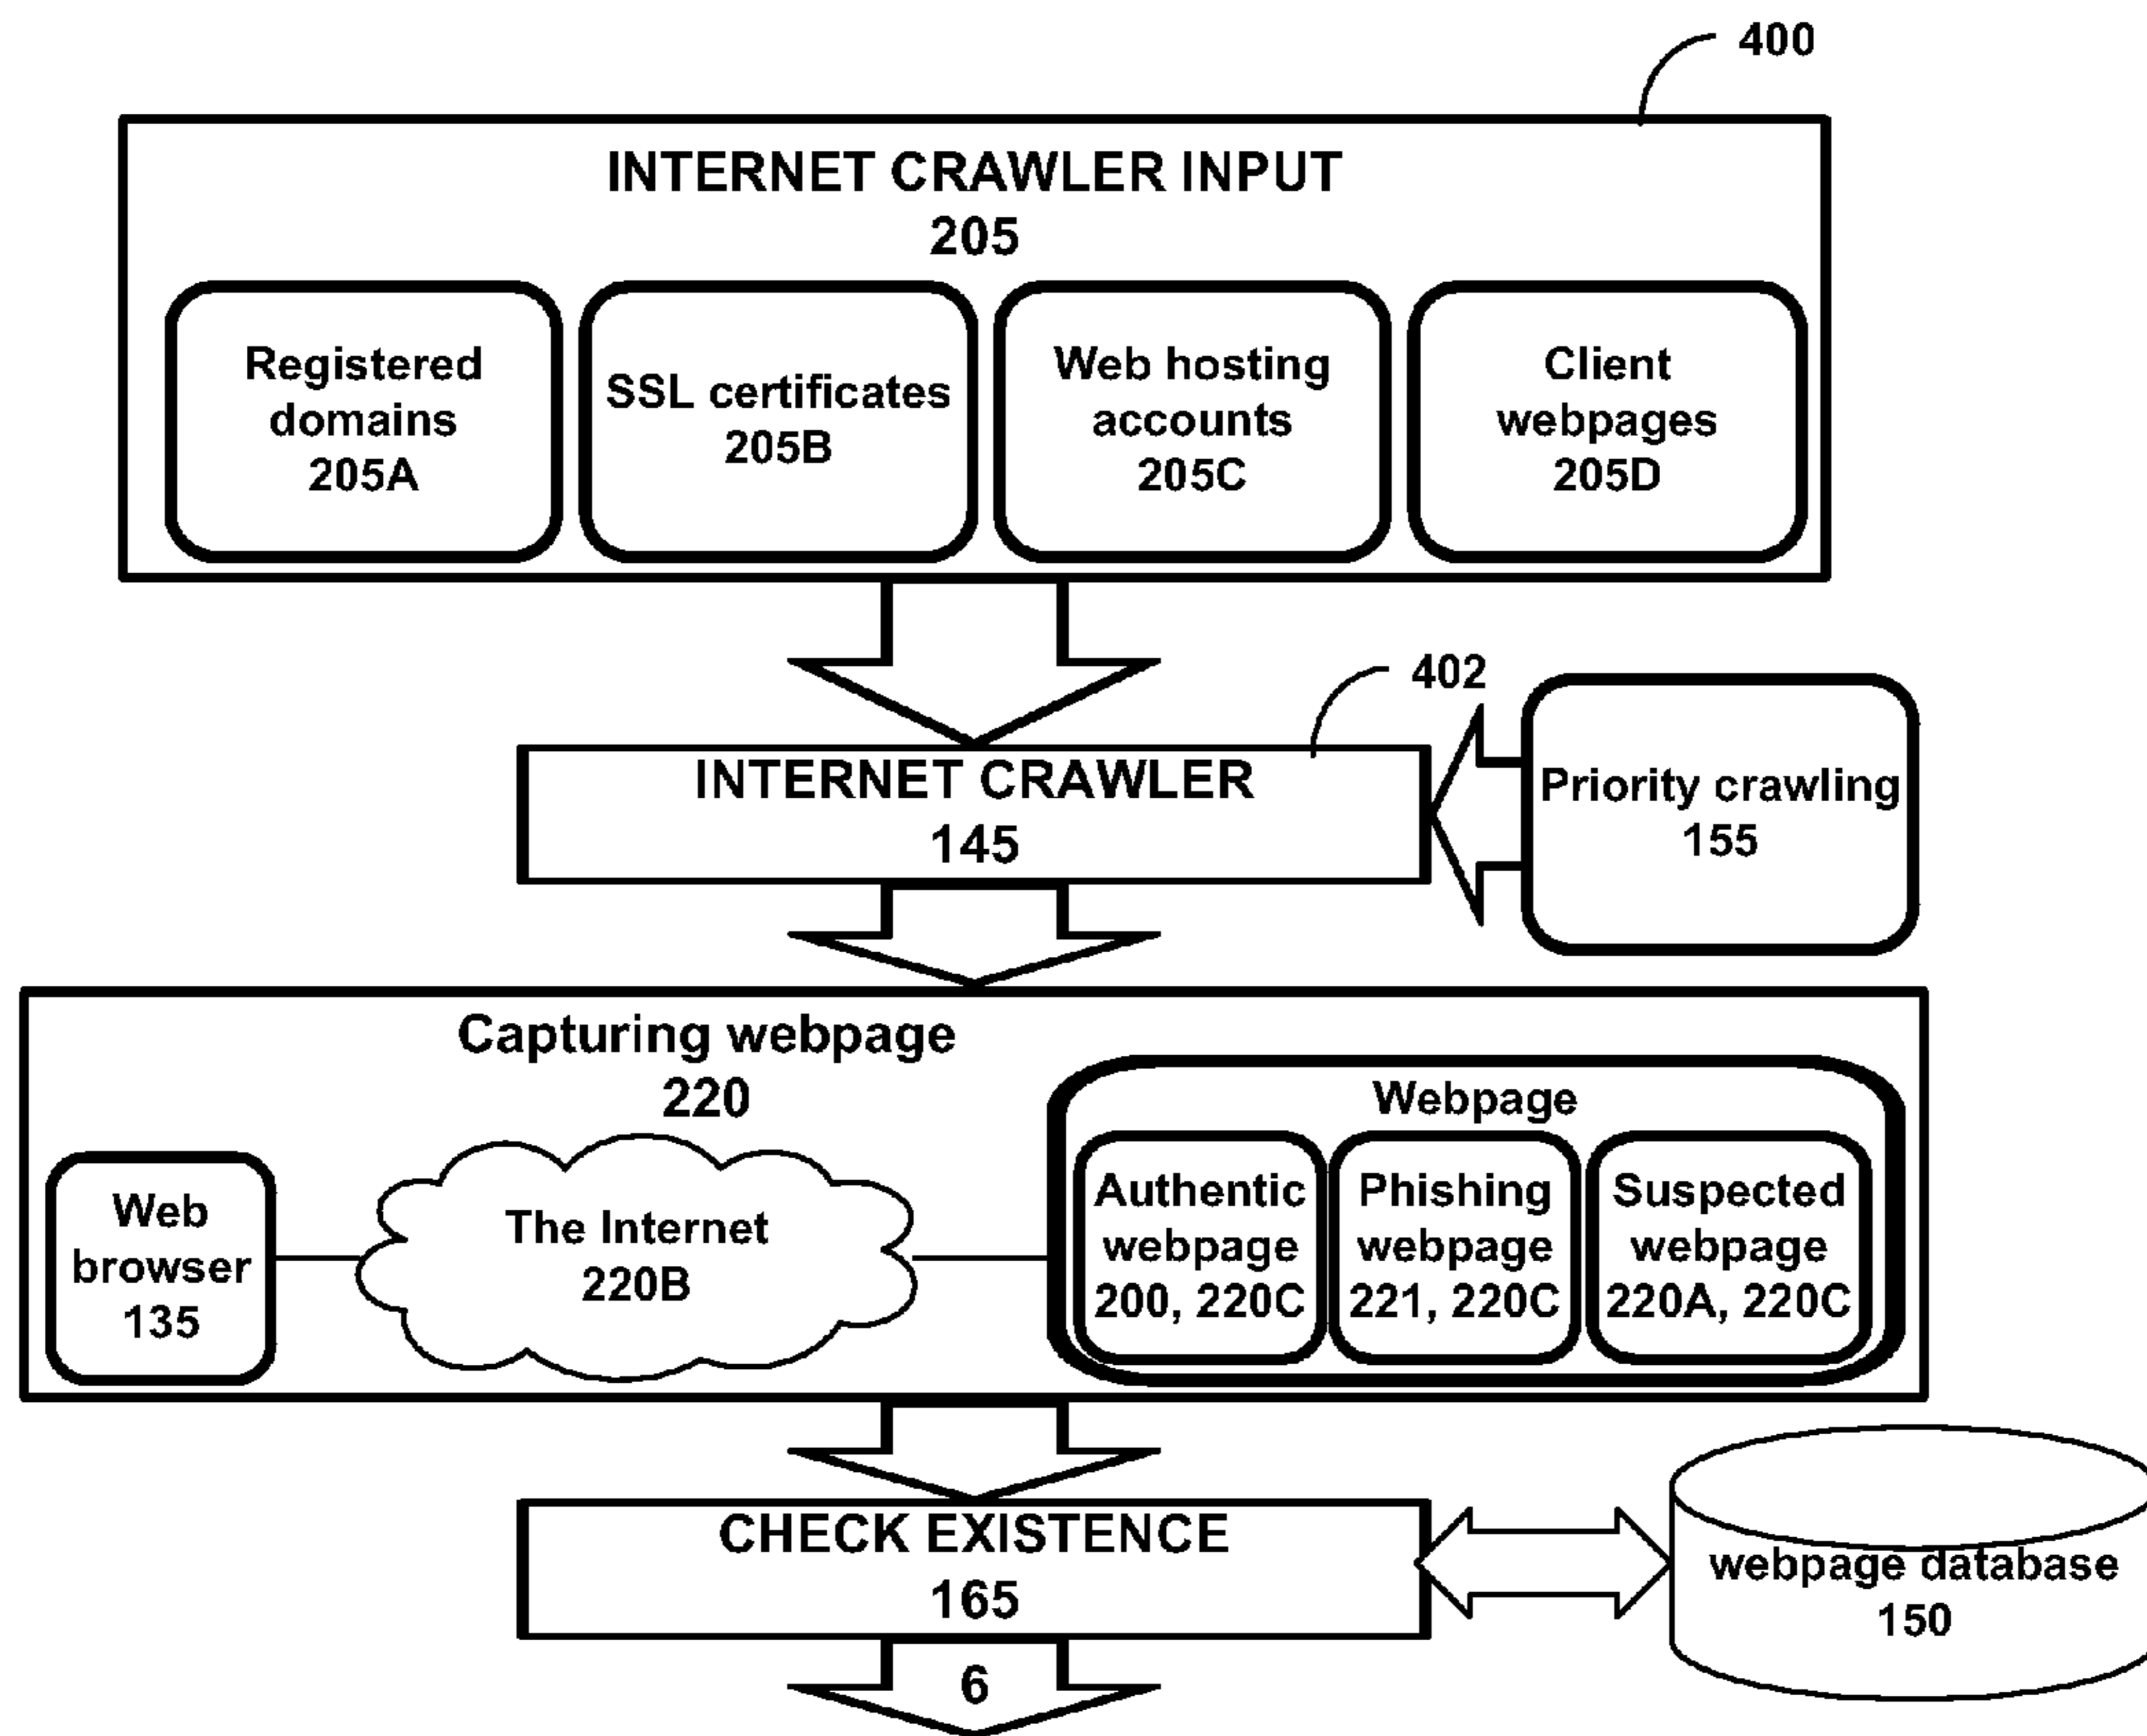 400
INTERNET CRAWLER INPUT
205
Registered
domains
205A
SSL certificates
205B
Web hosting
accounts
205C
Client
webpages
205D
402
INTERNET CRAWLER
145
Priority crawling
155
Capturing webpage
220
Web
browser
135
The Internet
220B
Webpage
Authentic
webpage
200, 220C
Phishing
webpage
221, 220C
Suspected
webpage
220A, 220C
CHECK EXISTENCE
165
webpage database
150
6